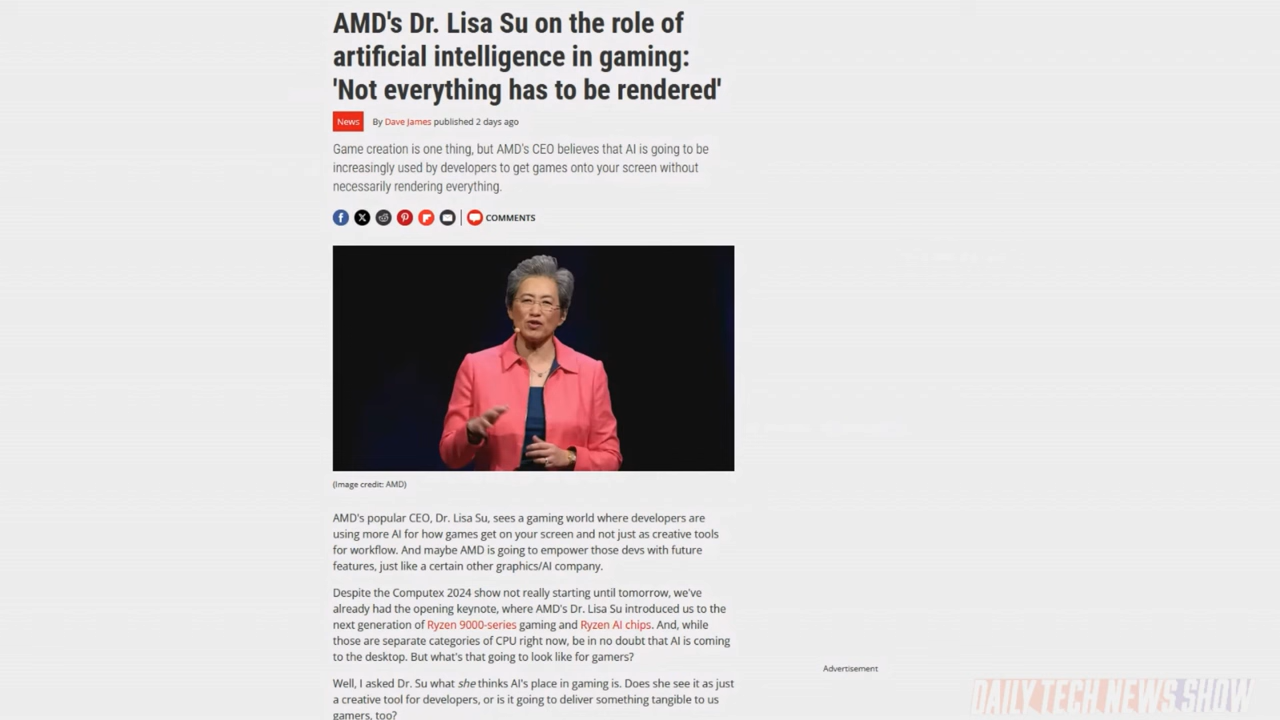 AMD's Dr. Lisa Su on the role of
artificial intelligence in gaming:
'Not everything has to be rendered'
News By Dave James published 2 days ago
Game creation is one thing, but AMD's CEO believes that AI is going to be
increasingly used by developers to get games onto your screen without
necessarily rendering everything.
COMMENTS
(Image credit: AMD)
AMD's popular CEO, Dr. Lisa Su, sees a gaming world where developers are
using more AI for how games get on your screen and not just as creative tools
for workflow. And maybe AMD is going to empower those devs with future
features, just like a certain other graphics/AI company.
Despite the Computex 2024 show not really starting until tomorrow, we've
already had the opening keynote, where AMD's Dr. Lisa Su introduced us to the
next generation of Ryzen 9000-series gaming and Ryzen AI chips. And, while
those are separate categories of CPU right now, be in no doubt that AI is coming
to the desktop. But what's that going to look like for gamers?
Well, I asked Dr. Su what she thinks AI's place in gaming is. Does she see it as just
a creative tool for developers, or is it going to deliver something tangible to us
gamers, too?
Advertisement
DAILY TECH NEWS SHOW